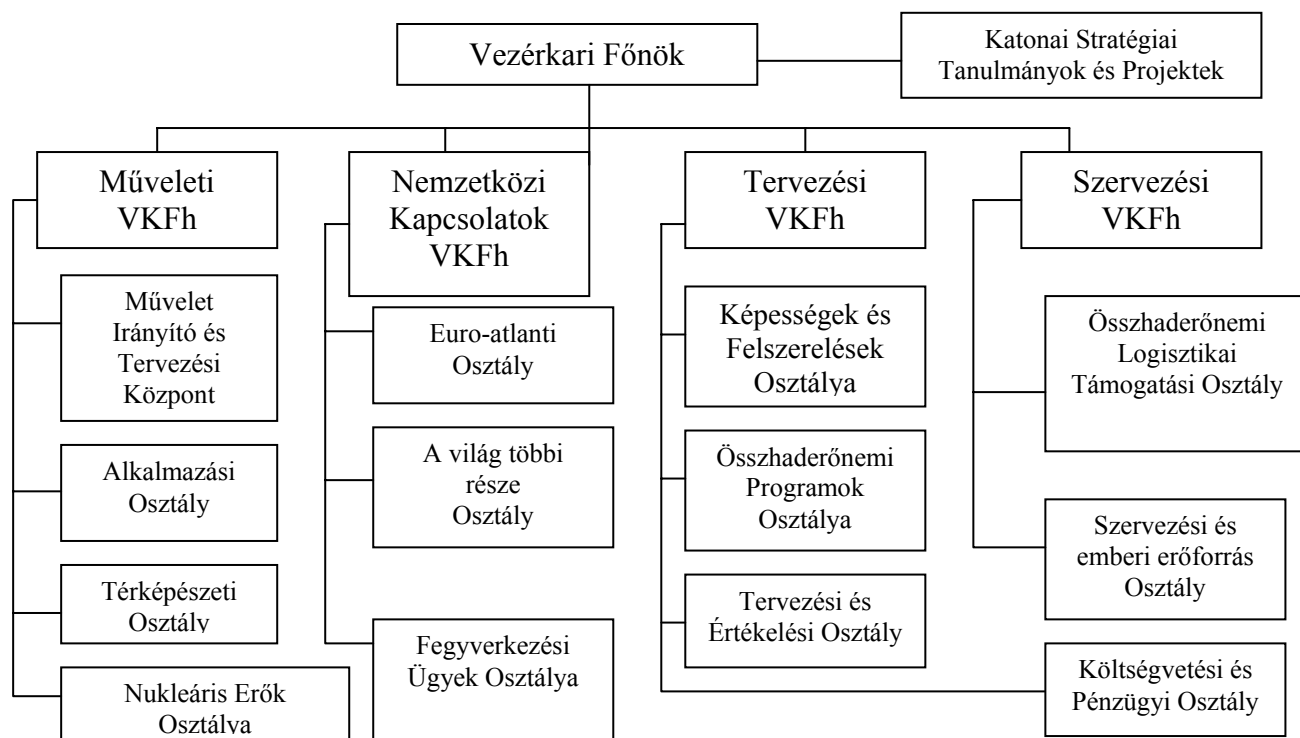 Vezérkari Főnök
Katonai Stratégiai
Tanulmányok és Projektek
Műveleti
VKFh
Nemzetközi
Kapcsolatok
VKFh
Tervezési
VKFh
Szervezési
VKFh
Művelet
Irányító és
Tervezési
Központ
Alkalmazási
Osztály
Térképészeti
Osztály
Nukleáris Erők
Osztálya
Euro-atlanti
Osztály
A világ többi
része
Osztály
Fegyverkezési
Ügyek Osztálya
Képességek és
Felszerelések
Osztálya
Összhaderőnemi
Programok
Osztálya
Tervezési és
Értékelési Osztály
Összhaderőnemi
Logisztikai
Támogatási Osztály
Szervezési és
emberi erőforrás
Osztály
Költségvetési és
Pénzügyi Osztály